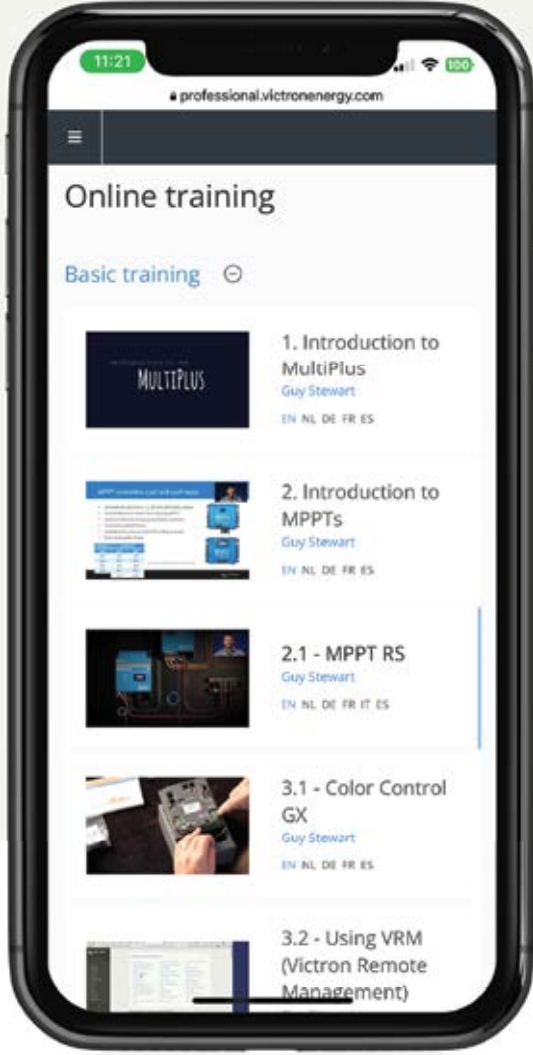 11:21
100
professional.victronenergy.com
Online training
Basic training
MULTIPLUS
1. Introduction to
MultiPlus
Guy Stewart
EN NL DE FR ES
2. Introduction to
MPPTs
Guy Stewart
EN NL DE FR ES
2.1 - MPPT RS
Guy Stewart
EN NL DE FR IT ES
3.1 - Color Control
GX
Guy Stewart
EN NL DE FR ES
3.2 - Using VRM
(Victron Remote
Management)